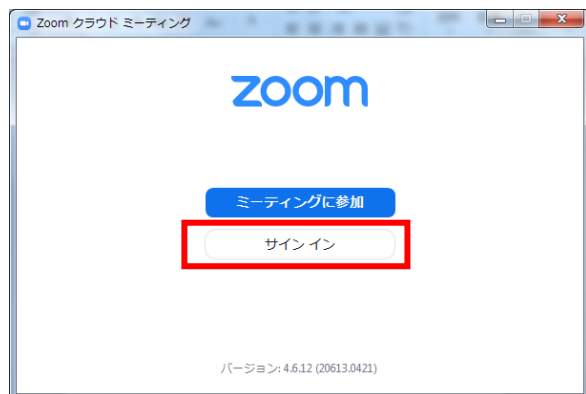 Zoom クラウド ミーティング
zoom
ミーティングに参加
サイン イン
バージョン: 4.6.12 (20613.0421)